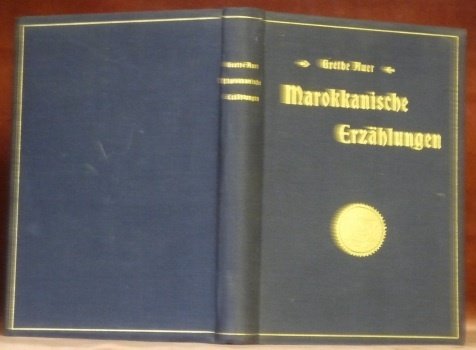 Grethe Auer
Marokkanische
Erzählungen
Grethe Auer
Marokkanische
Erzählungen